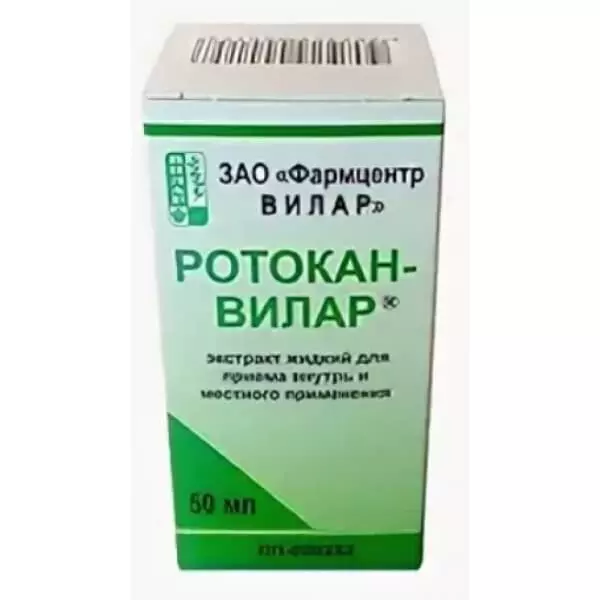 ЗАО «Фармцентр
ВИЛАР»
РОТОКАН-
ВИЛАР®
экстракт жидкий для
приема внутрь и
местного применения
50 мл